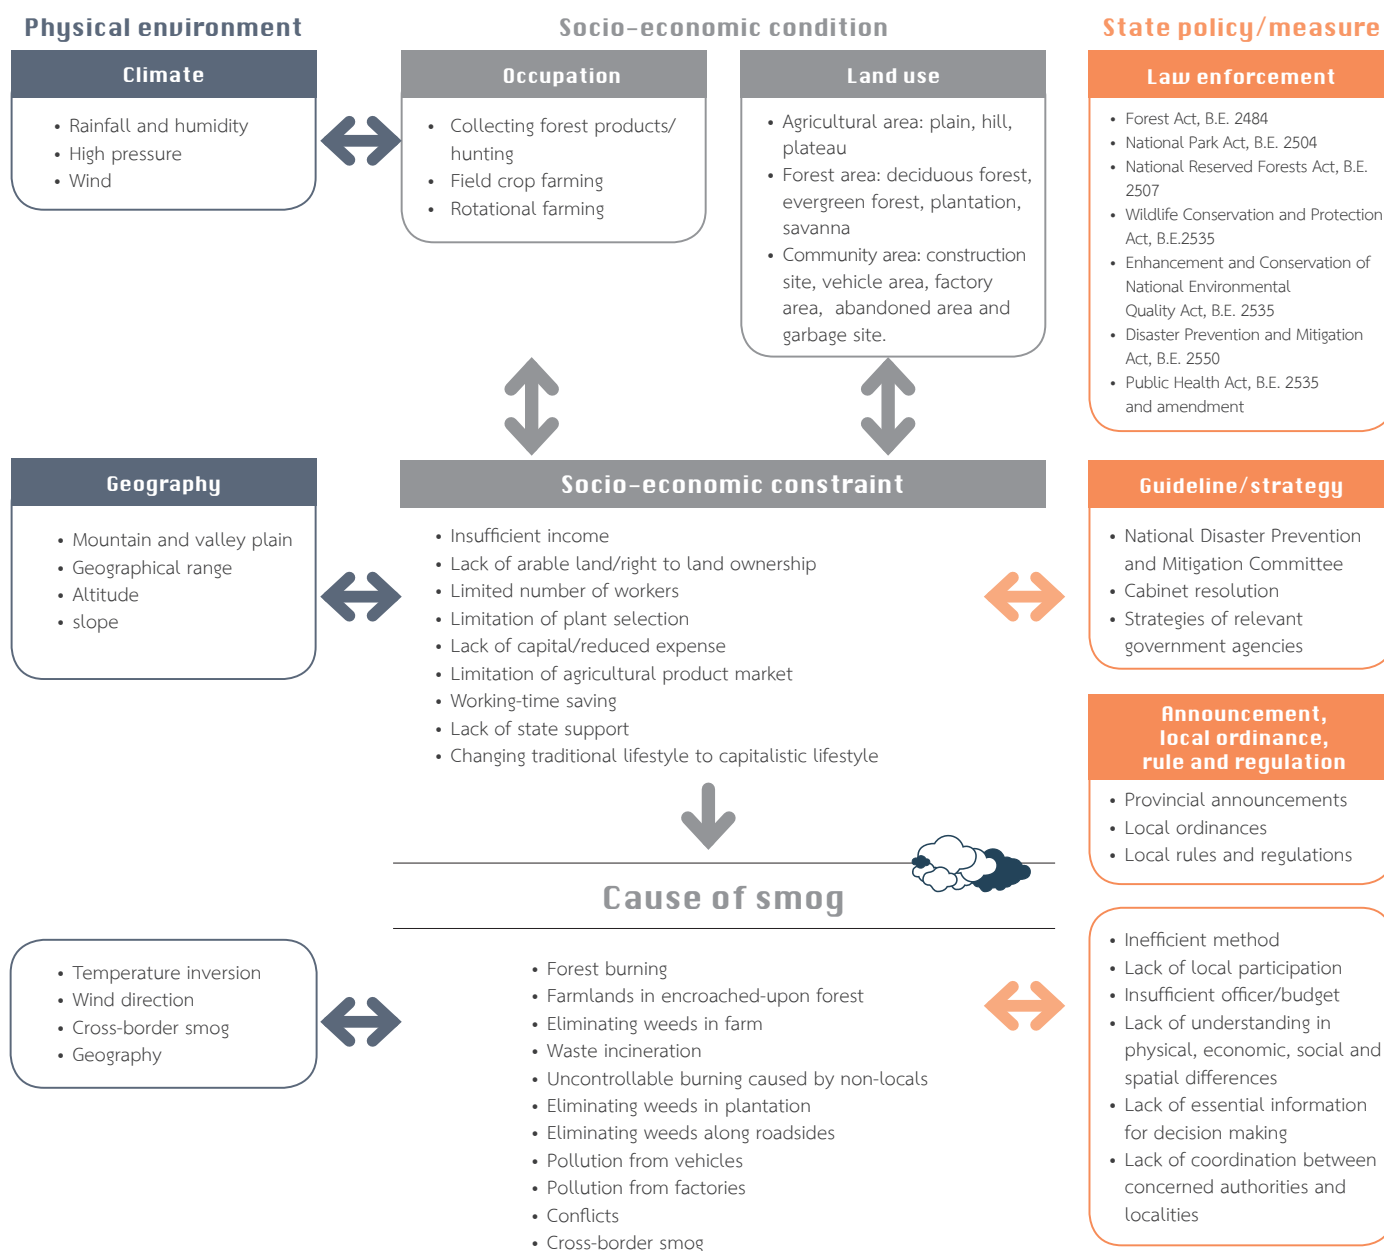 Physical environment
Socio-economic condition
State policy/measure
Climate
• Rainfall and humidity
• High pressure
• Wind
Occupation
• Collecting forest products/
hunting
• Field crop farming
• Rotational farming
Land use
• Agricultural area: plain, hill,
plateau
• Forest area: deciduous forest,
evergreen forest, plantation,
savanna
• Community area: construction
site, vehicle area, factory
area, abandoned area and
garbage site.
Law enforcement
• Forest Act, B.E. 2484
• National Park Act, B.E. 2504
• National Reserved Forests Act, B.E.
2507
• Wildlife Conservation and Protection
Act, B.E.2535
• Enhancement and Conservation of
National Environmental
Quality Act, B.E. 2535
• Disaster Prevention and Mitigation
Act, B.E. 2550
• Public Health Act, B.E. 2535
and amendment
Geography
• Mountain and valley plain
• Geographical range
• Altitude
• slope
Socio-economic constraint
• Insufficient income
• Lack of arable land/right to land ownership
• Limited number of workers
• Limitation of plant selection
• Lack of capital/reduced expense
• Limitation of agricultural product market
• Working-time saving
• Lack of state support
• Changing traditional lifestyle to capitalistic lifestyle
Guideline/strategy
• National Disaster Prevention
and Mitigation Committee
• Cabinet resolution
• Strategies of relevant
government agencies
Announcement,
local ordinance,
rule and regulation
• Provincial announcements
• Local ordinances
• Local rules and regulations
Cause of smog
• Temperature inversion
• Wind direction
• Cross-border smog
• Geography
• Forest burning
• Farmlands in encroached-upon forest
• Eliminating weeds in farm
• Waste incineration
• Uncontrollable burning caused by non-locals
• Eliminating weeds in plantation
• Eliminating weeds along roadsides
• Pollution from vehicles
• Pollution from factories
• Conflicts
• Cross-border smog
• Inefficient method
• Lack of local participation
• Insufficient officer/budget
• Lack of understanding in
physical, economic, social and
spatial differences
• Lack of essential information
for decision making
• Lack of coordination between
concerned authorities and
localities